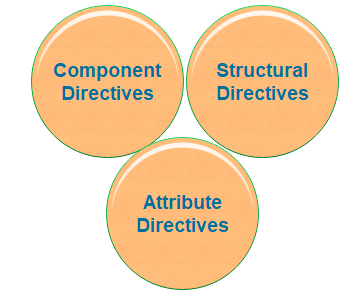 Component
Directives
Structural
Directives
Attribute
Directives